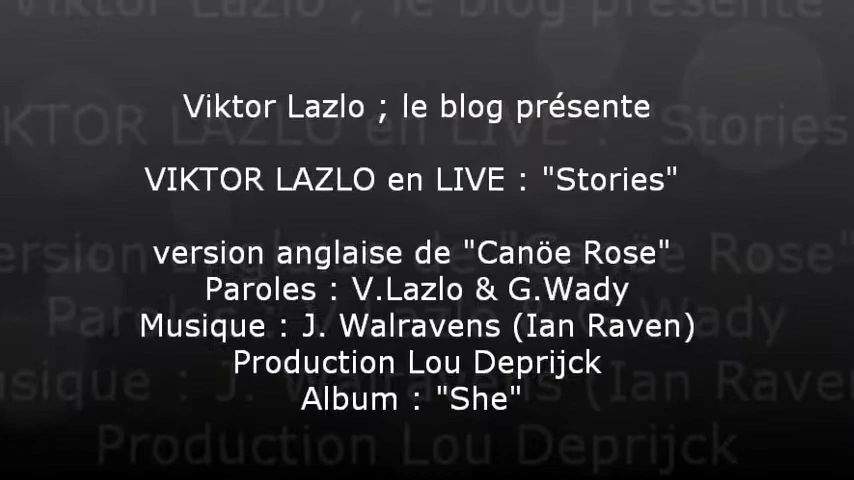 Viktor Lazlo ; le blog présente
VIKTOR LAZLO en LIVE : "Stories"
version anglaise de "Canöe Rose"
Paroles : V.Lazlo & G.Wady
Musique : J. Walravens (Ian Raven)
Production Lou Deprijck
Album : "She"